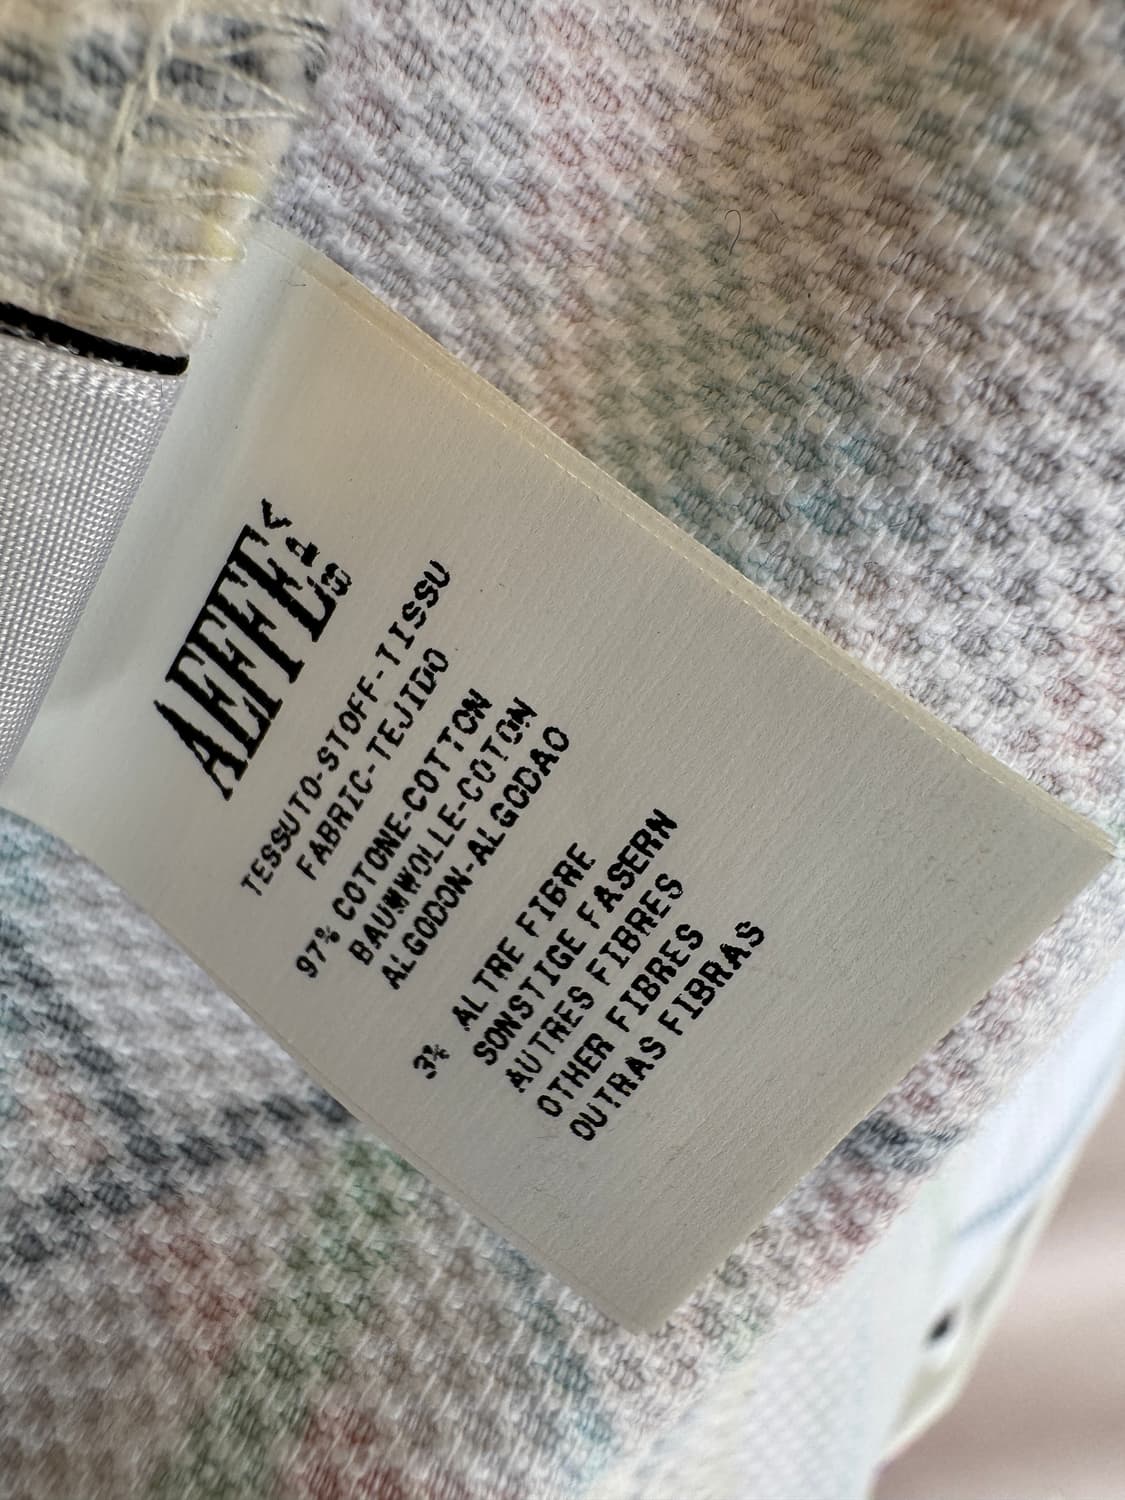 AEFFE SPA
TESSUTO-STOFF-TISSU
FABRIC-TEJIDO
97% COTONE-COTTON
BAUMWOLLE-COTON
ALGODON-ALGODAO
3% ALTRE FIBRE
SONSTIGE FASERN
AUTRES FIBRES
OTHER FIBRES
OUTRAS FIBRAS